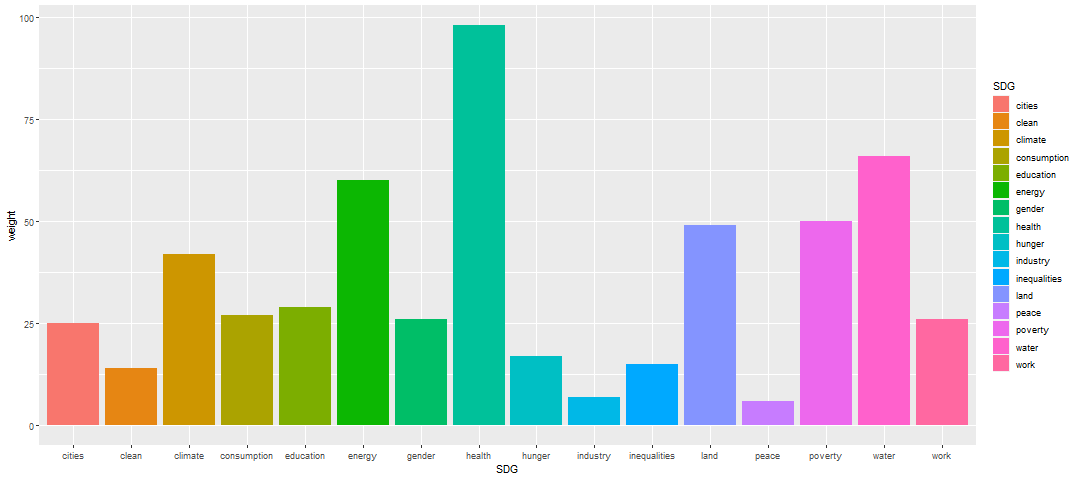 100
75
50
25
0
weight
cities clean climate consumption education energy gender health hunger industry inequalities land peace poverty water work
SDG
SDG
cities
clean
climate
consumption
education
energy
gender
health
hunger
industry
inequalities
land
peace
poverty
water
work